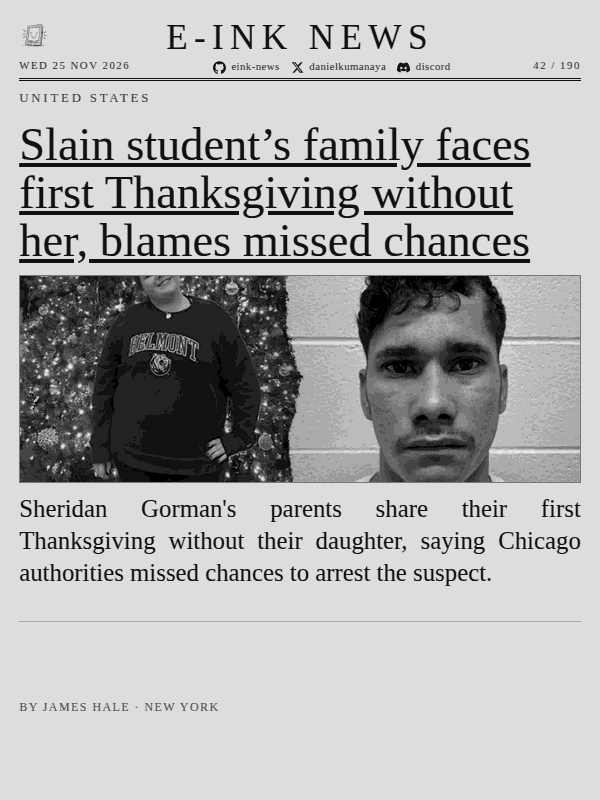 E-INK NEWS
WED 25 NOV 2026
eink-news
danielkumanaya
discord
42 / 190
UNITED STATES
Slain student’s family faces
first Thanksgiving without
her, blames missed chances
BELMONT
Sheridan Gorman's parents share their first
Thanksgiving without their daughter, saying Chicago
authorities missed chances to arrest the suspect.
BY JAMES HALE · NEW YORK